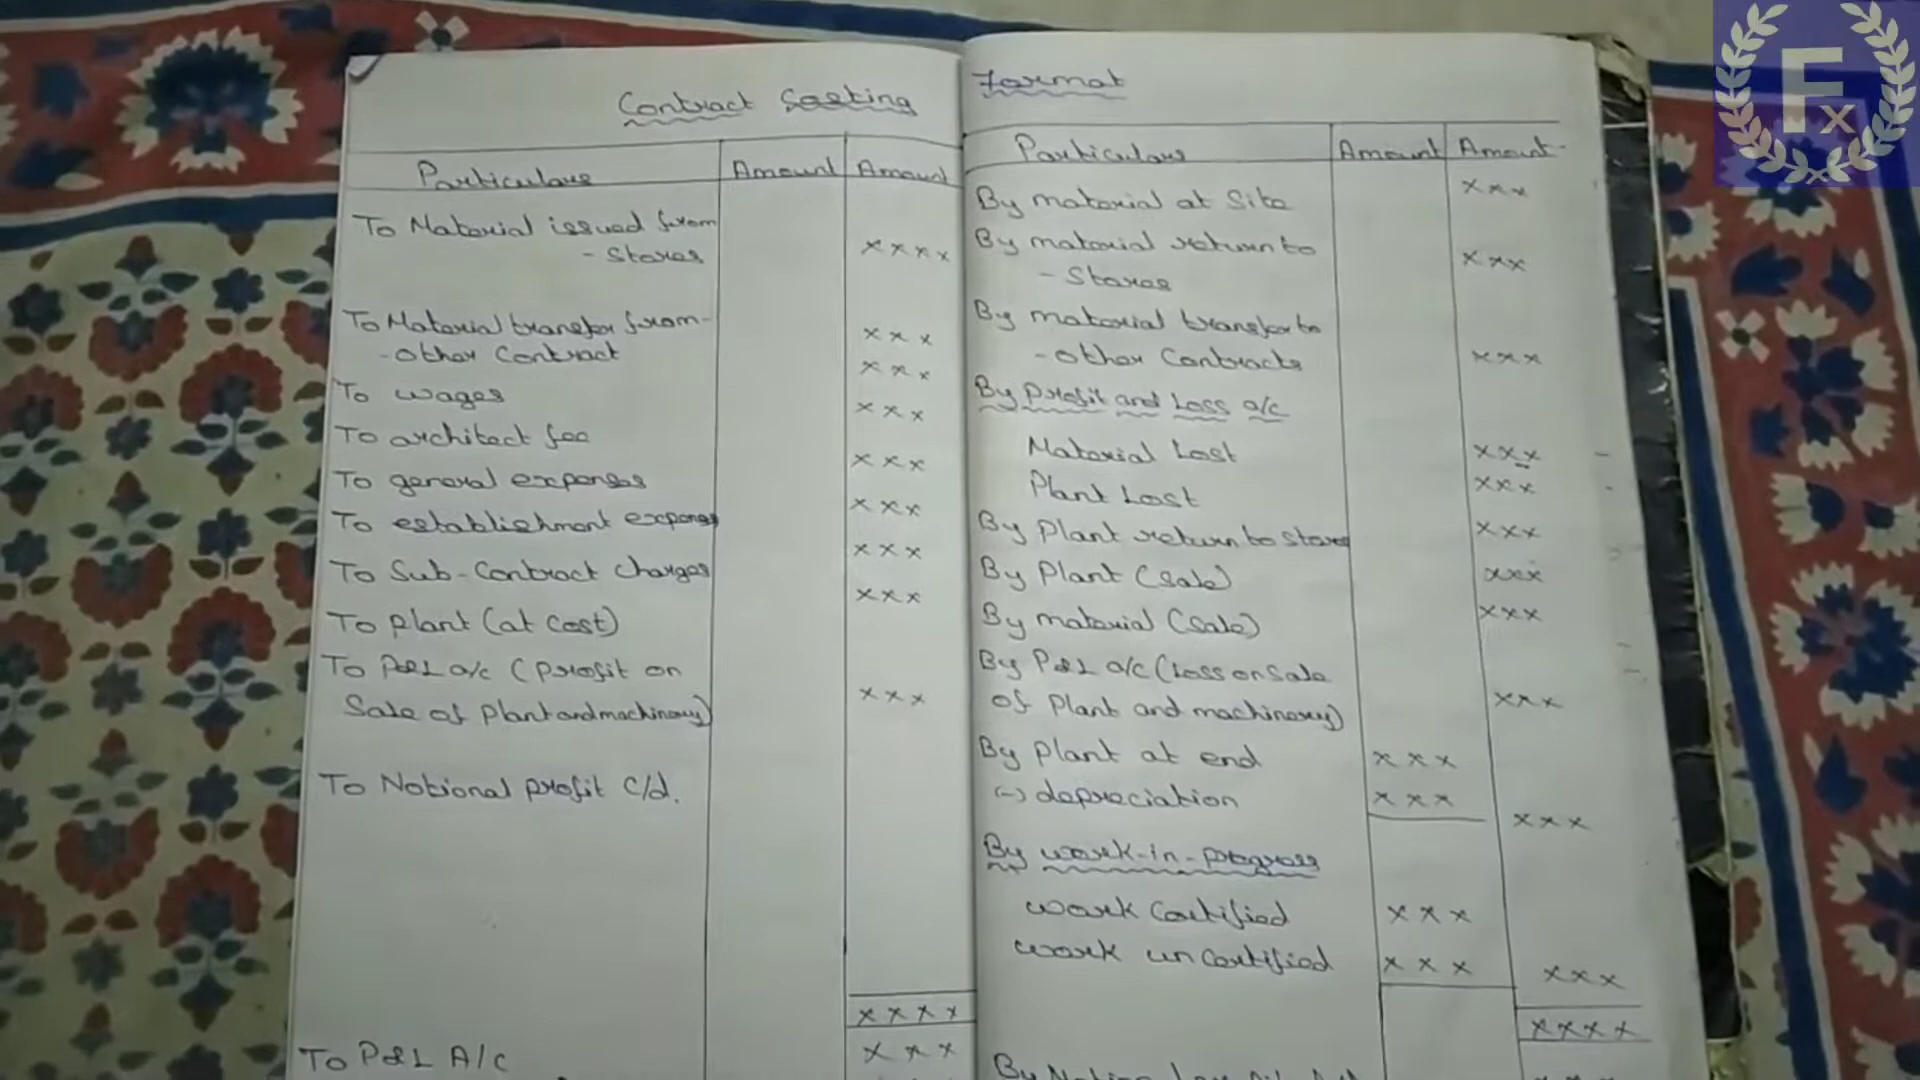 Contract Costing Format
Particulars Amount Amount
To Material issued from
- Stores xxxx
To Material transfer from-
- Other Contract xxx
To wages xxx
To architect fee xxx
To general expenses xxx
To establishment expenses xxx
To Sub-Contract charges xxx
To Plant (at cost) xxx
To P&L a/c (Profit on
Sale of Plant and machinery) xxx
To Notional profit c/d.
xxxx
To P&L A/c xxx
Particulars Amount Amount
By material at Site xxx
By material return to
- Stores xxx
By material transfer to
- Other Contracts xxx
By Profit and Loss a/c
Material Lost xxx
Plant Lost xxx
By Plant return to store xxx
By Plant (Sale) xxx
By material (Sale) xxx
By P&L a/c (Loss on Sale
of Plant and machinery) xxx
By Plant at end xxx
(-) depreciation xxx xxx
By work-in-progress
work Certified xxx
work uncertified xxx xxx
xxxx
By
Fx
x